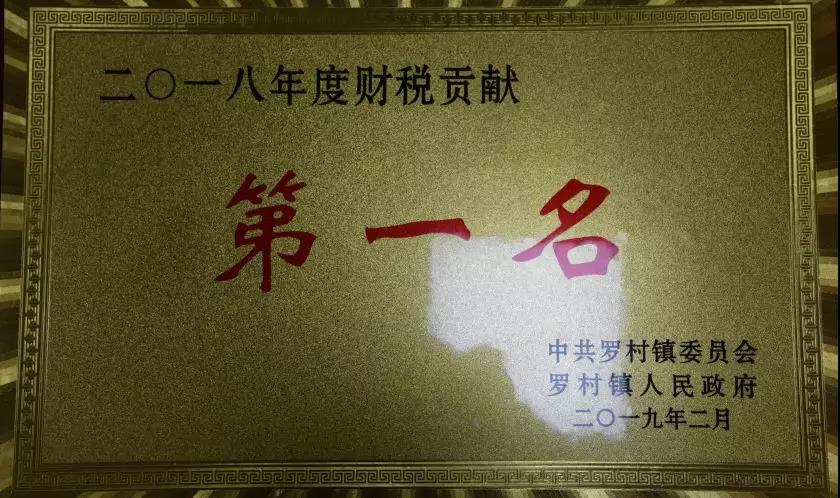 二〇一八年度财税贡献
第一名
中共罗村镇委员会
罗村镇人民政府
二〇一九年二月